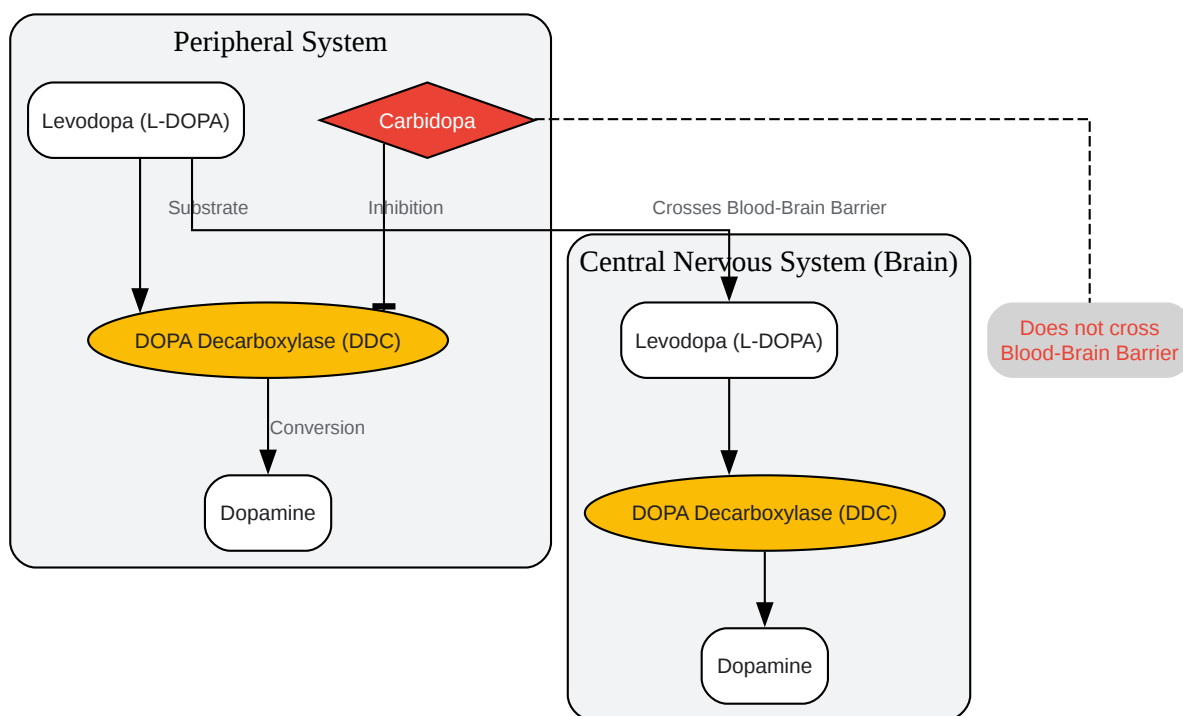 Peripheral System
Levodopa (L-DOPA)
Carbidopa
Substrate
Inhibition
Crosses Blood-Brain Barrier
DOPA Decarboxylase (DDC)
Conversion
Dopamine
Central Nervous System (Brain)
Levodopa (L-DOPA)
DOPA Decarboxylase (DDC)
Dopamine
Does not cross
Blood-Brain Barrier